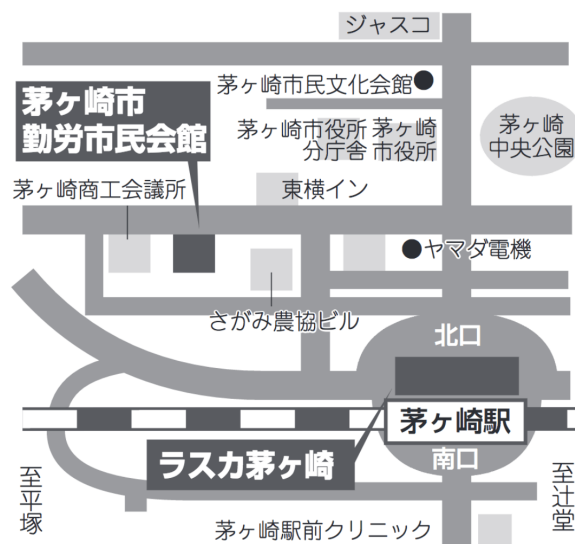 ジャスコ
茅ヶ崎市民文化会館
茅ヶ崎市
勤労市民会館
茅ヶ崎市役所
分庁舎
茅ヶ崎
市役所
茅ヶ崎
中央公園
茅ヶ崎商工会議所
東横イン
ヤマダ電機
さがみ農協ビル
北口
茅ヶ崎駅
ラスカ茅ヶ崎
南口
至平塚
至辻堂
茅ヶ崎駅前クリニック